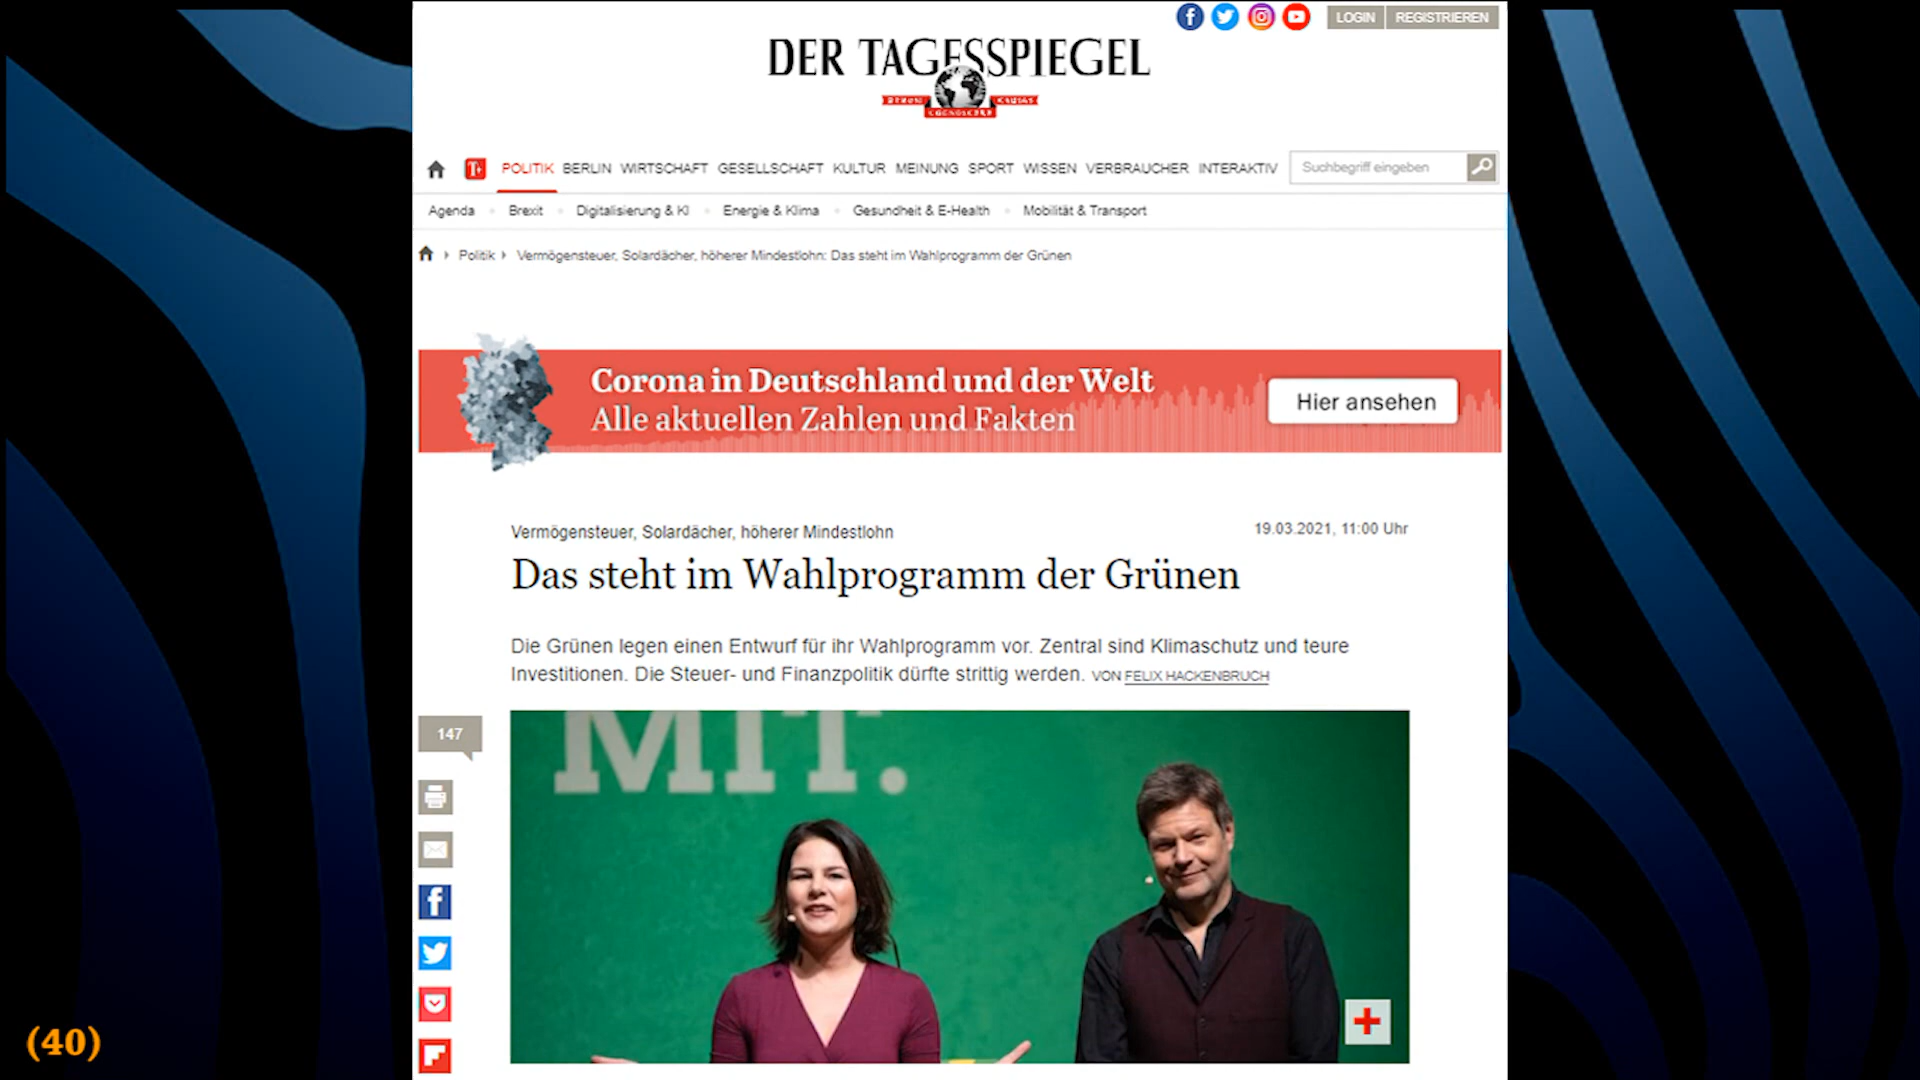 LOGIN
REGISTRIEREN
DER TAGESSPIEGEL
T+
POLITIK BERLIN WIRTSCHAFT GESELLSCHAFT KULTUR MEINUNG SPORT WISSEN VERBRAUCHER INTERAKTIV
Suchbegriff eingeben
Agenda Brexit Digitalisierung & KI Energie & Klima Gesundheit & E-Health Mobilität & Transport
Politik Vermögensteuer, Solardächer, höherer Mindestlohn: Das steht im Wahlprogramm der Grünen
Corona in Deutschland und der Welt
Alle aktuellen Zahlen und Fakten
Hier ansehen
Vermögensteuer, Solardächer, höherer Mindestlohn
19.03.2021, 11:00 Uhr
Das steht im Wahlprogramm der Grünen
Die Grünen legen einen Entwurf für ihr Wahlprogramm vor. Zentral sind Klimaschutz und teure
Investitionen. Die Steuer- und Finanzpolitik dürfte strittig werden. VON FELIX HACKENBRUCH
147
MIT.
(40)